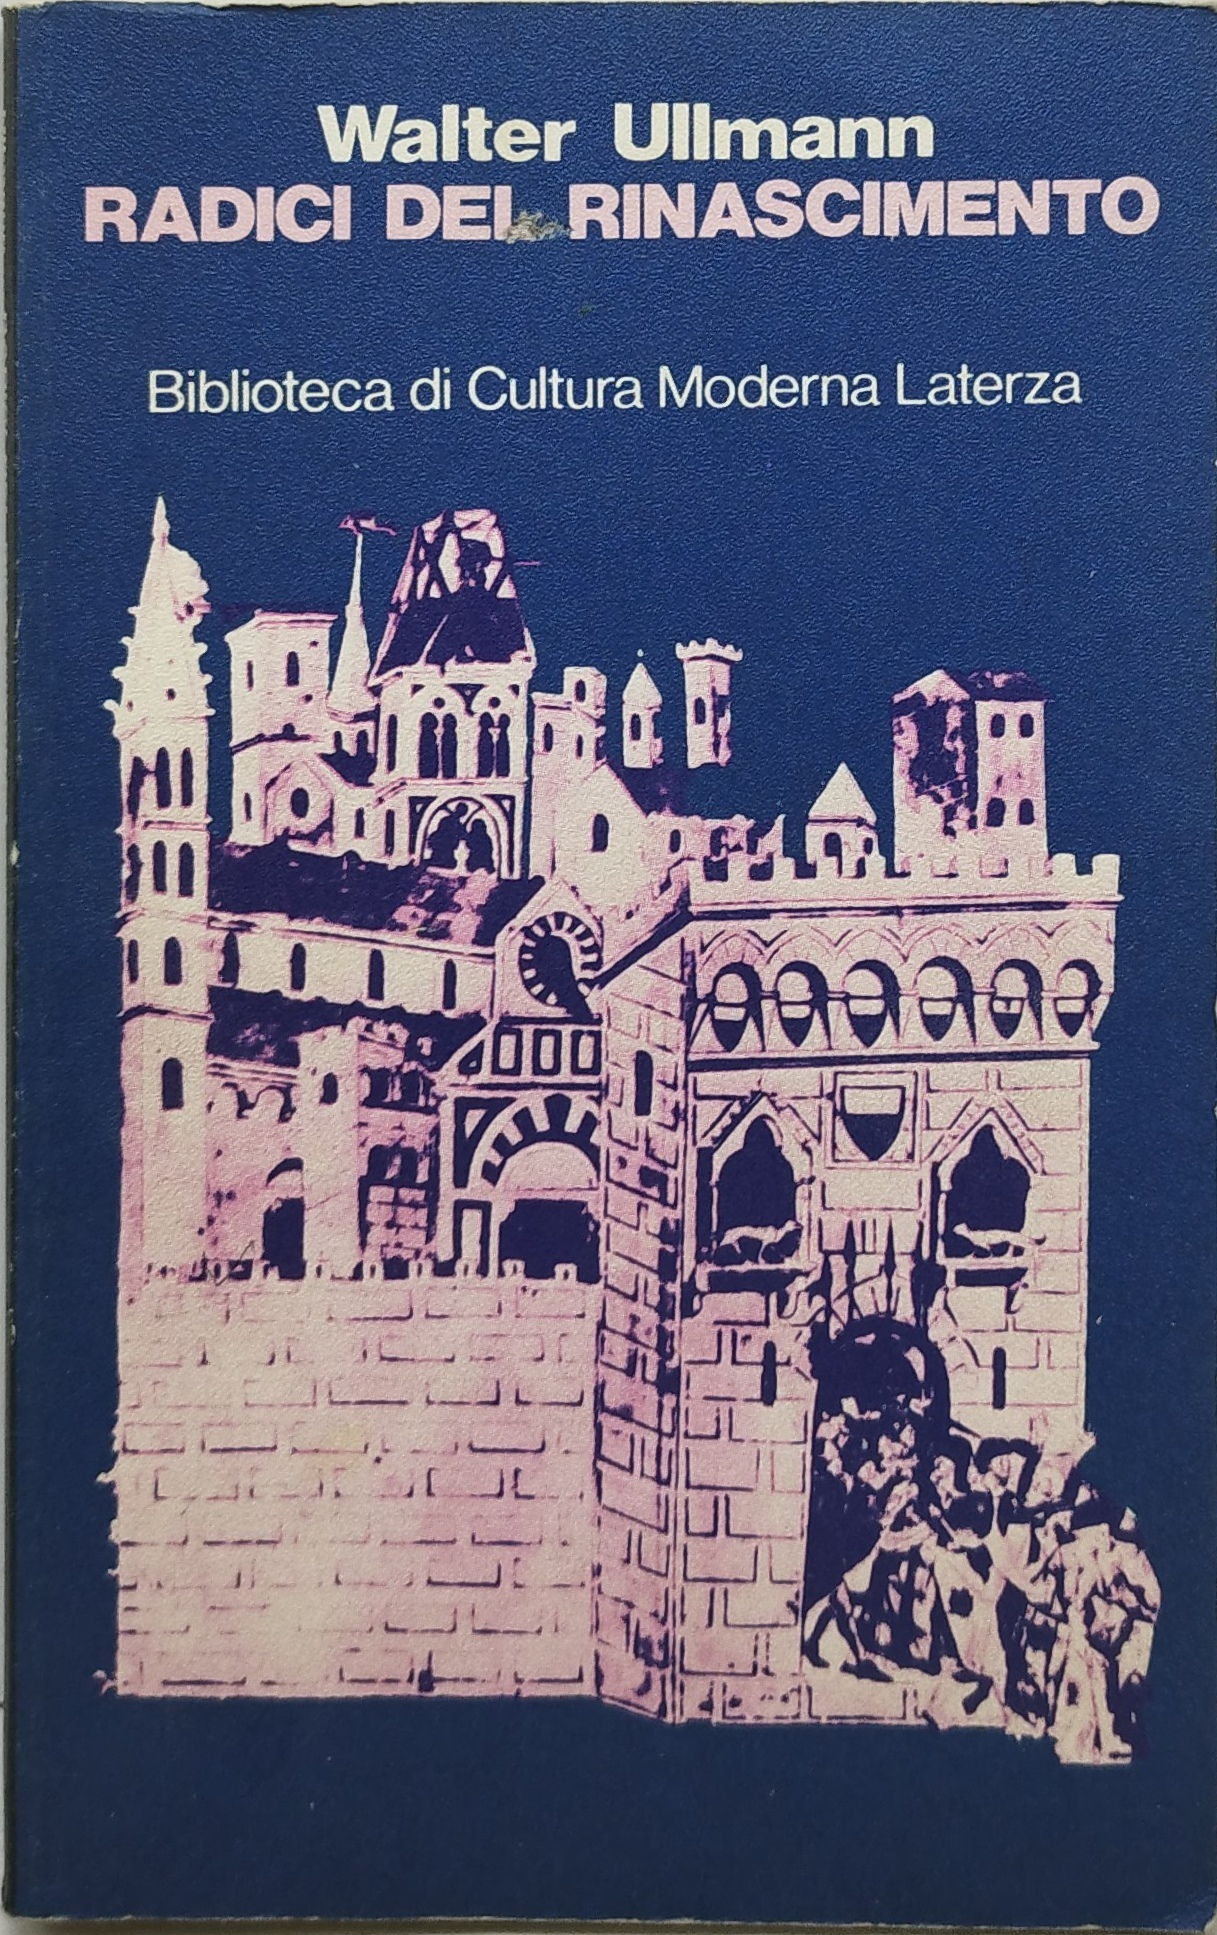 Walter Ullmann
RADICI DEL RINASCIMENTO
Biblioteca di Cultura Moderna Laterza